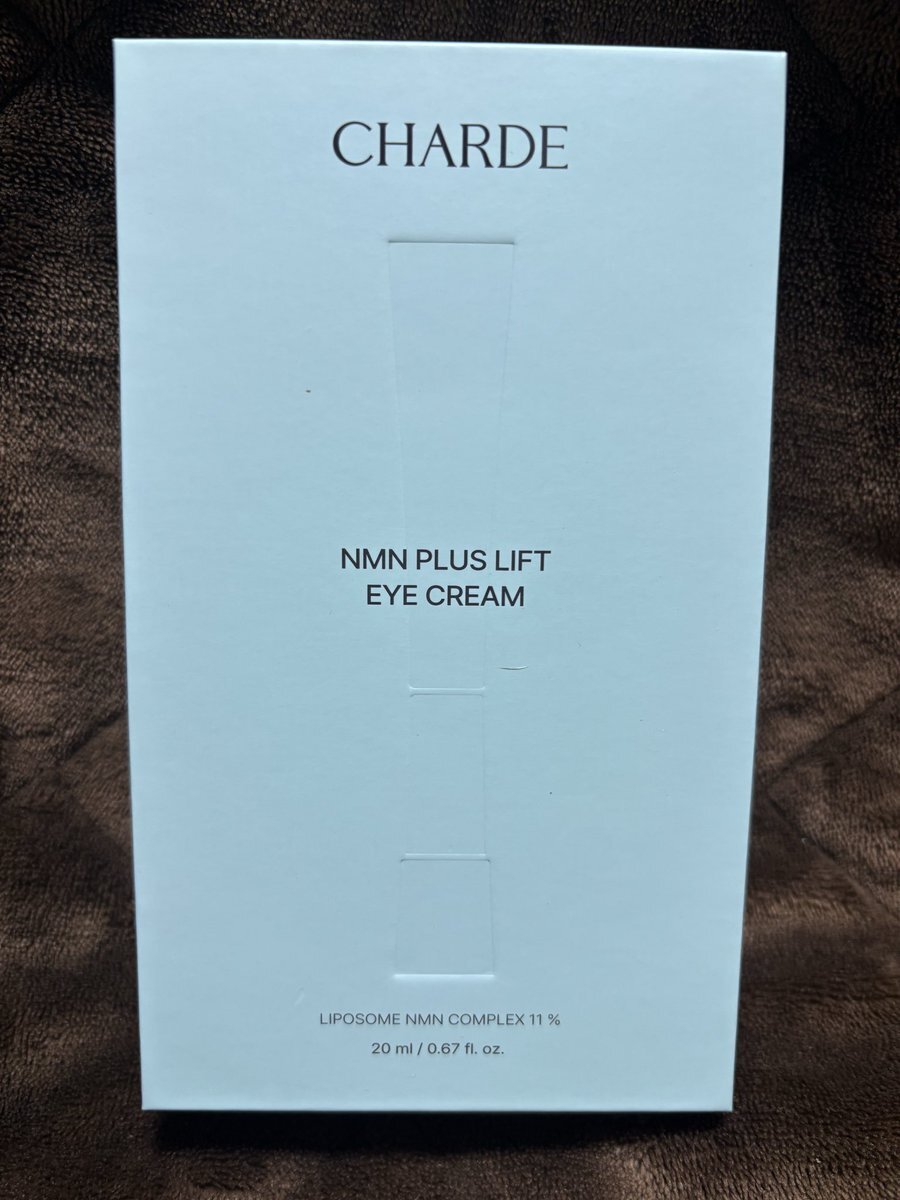 CHARDE
NMN PLUS LIFT
EYE CREAM
LIPOSOME NMN COMPLEX 11 %
20 ml / 0.67 fl. oz.